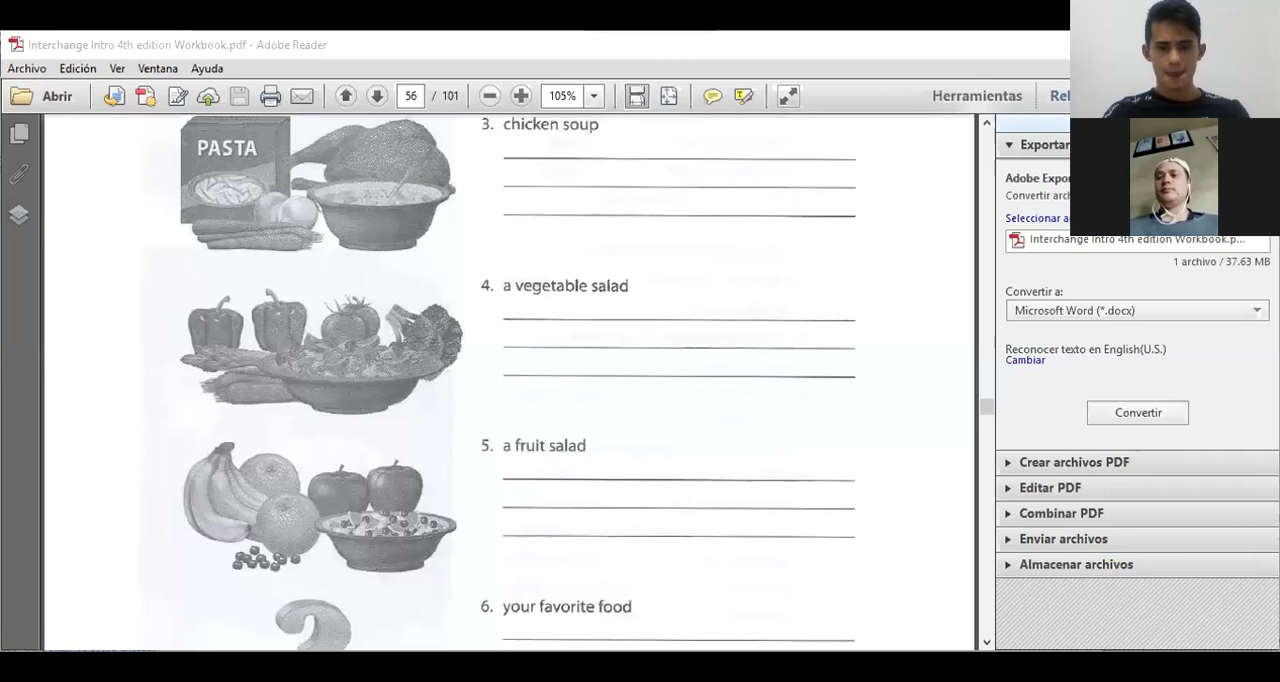 Interchange Intro 4th edition Workbook.pdf - Adobe Reader
Archivo Edición Ver Ventana Ayuda
Abrir 56 / 101 105% Herramientas
Exportar
Adobe
Convertir
Seleccionar
Interchange Intro 4th edition Workbook.p...
1 archivo / 37.63 MB
Convertir a:
Microsoft Word (*.docx)
Reconocer texto en English(U.S.)
Cambiar
Convertir
Crear archivos PDF
Editar PDF
Combinar PDF
Enviar archivos
Almacenar archivos
PASTA
3. chicken soup
4. a vegetable salad
5. a fruit salad
6. your favorite food